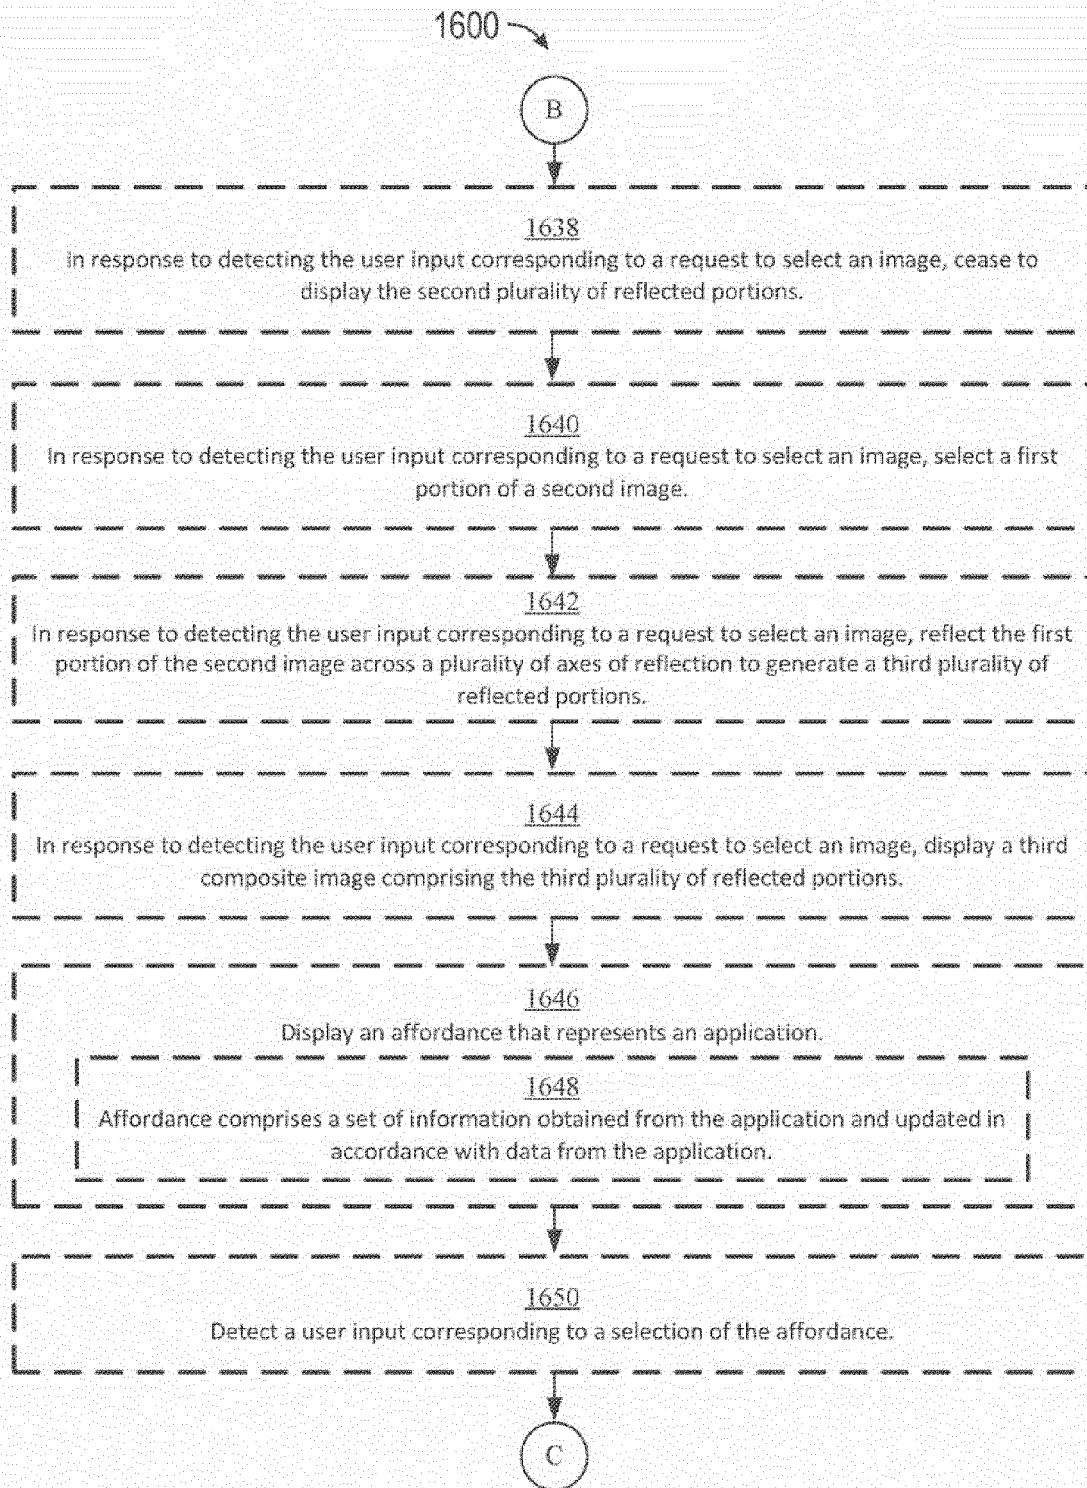 1600
B
1638
In response to detecting the user input corresponding to a request to select an image, cease to
display the second plurality of reflected portions.
1640
In response to detecting the user input corresponding to a request to select an image, select a first
portion of a second image.
1642
In response to detecting the user input corresponding to a request to select an image, reflect the first
portion of the second image across a plurality of axes of reflection to generate a third plurality of
reflected portions.
1644
In response to detecting the user input corresponding to a request to select an image, display a third
composite image comprising the third plurality of reflected portions.
1646
Display an affordance that represents an application.
1648
Affordance comprises a set of information obtained from the application and updated in
accordance with data from the application.
1650
Detect a user input corresponding to a selection of the affordance.
C